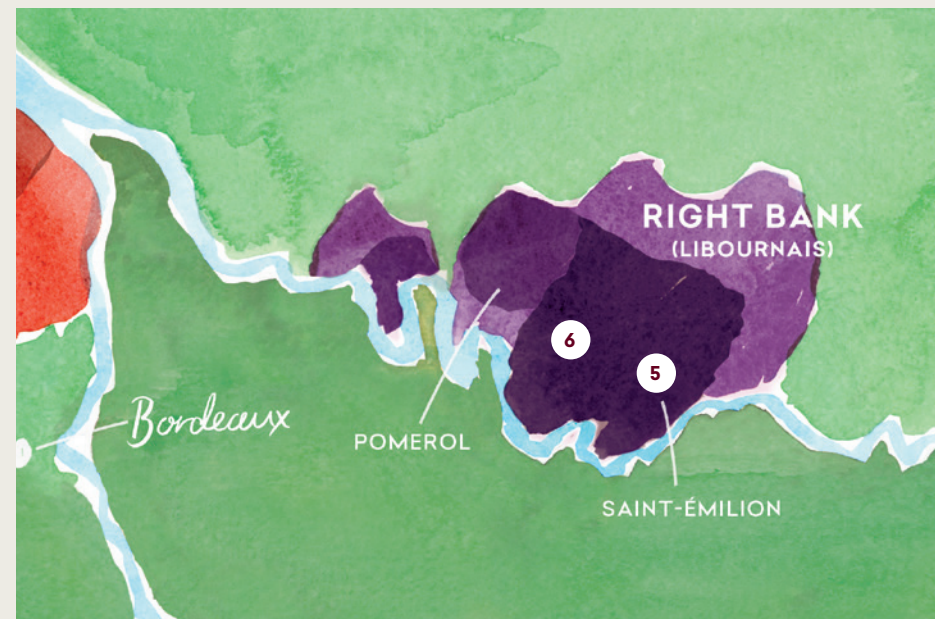 RIGHT BANK
(LIBOURNAIS)
6
5
Bordeaux
POMEROL
SAINT-ÉMILION